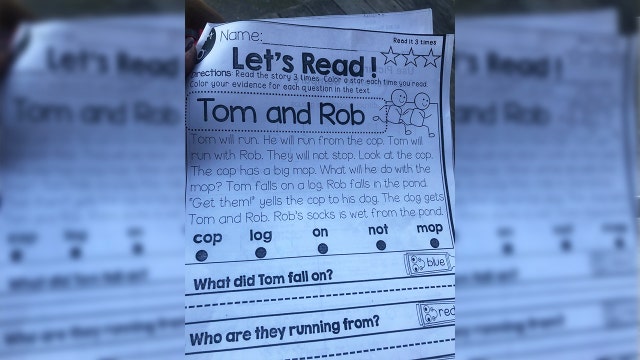 Name:
Read it 3 times
Let's Read!
Directions: Read the story 3 times. Color a star each time you read.
Color your evidence for each question in the text.
Tom and Rob
Tom will run. He will run from the cop. Tom will
run with Rob. They will not stop. Look at the cop.
The cop has a big mop. What will he do with the
mop? Tom falls on a log. Rob falls in the pond.
"Get them!" yells the cop to his dog. The dog gets
Tom and Rob. Rob's socks is wet from the pond.
cop log on not mop
What did Tom fall on?
blue
Who are they running from?
red